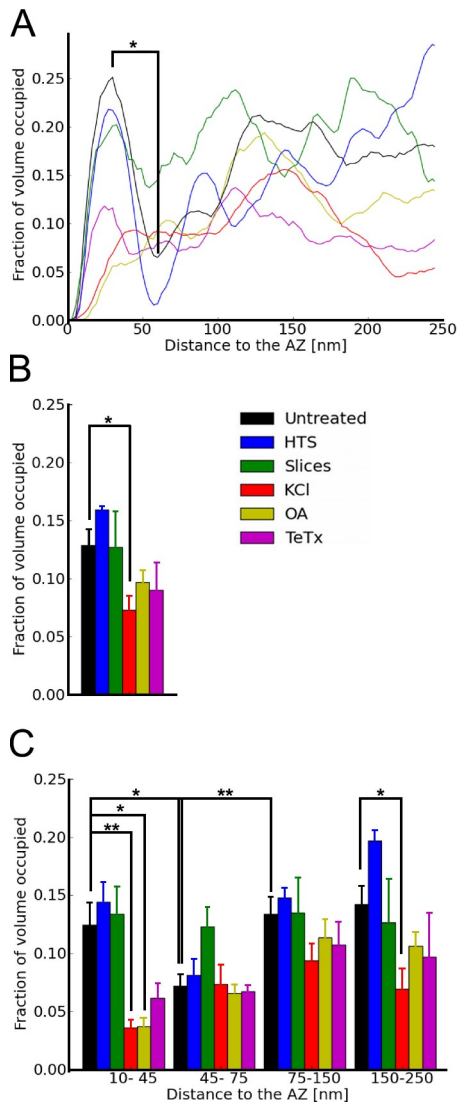 A
*
0.25
0.20
0.15
0.10
0.05
0.00
Fraction of volume occupied
0 50 100 150 200 250
Distance to the AZ [nm]
B
*
0.25
0.20
0.15
0.10
0.05
0.00
Fraction of volume occupied
Untreated
HTS
Slices
KCl
OA
TeTx
C
* ** *
*
**
0.25
0.20
0.15
0.10
0.05
0.00
Fraction of volume occupied
10- 45 45- 75 75-150 150-250
Distance to the AZ [nm]